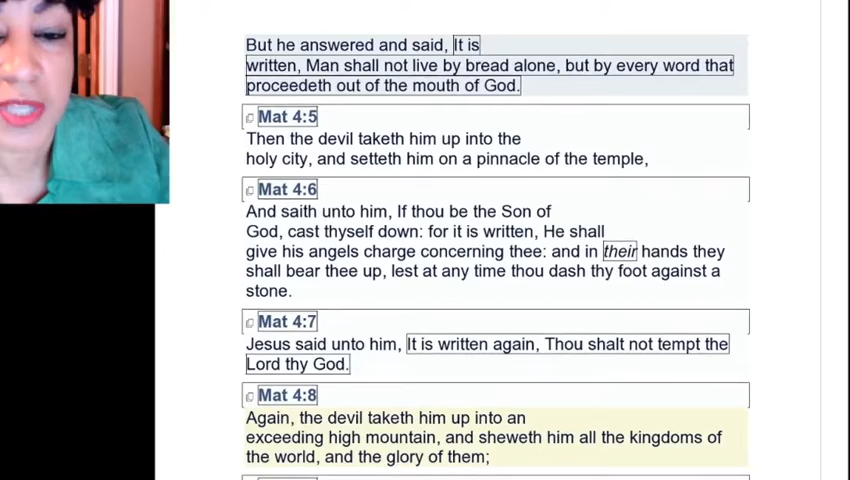 But he answered and said, It is
written, Man shall not live by bread alone, but by every word that
proceedeth out of the mouth of God.
Mat 4:5
Then the devil taketh him up into the
holy city, and setteth him on a pinnacle of the temple,
Mat 4:6
And saith unto him, If thou be the Son of
God, cast thyself down: for it is written, He shall
give his angels charge concerning thee: and in their hands they
shall bear thee up, lest at any time thou dash thy foot against a
stone.
Mat 4:7
Jesus said unto him, It is written again, Thou shalt not tempt the
Lord thy God.
Mat 4:8
Again, the devil taketh him up into an
exceeding high mountain, and sheweth him all the kingdoms of
the world, and the glory of them;